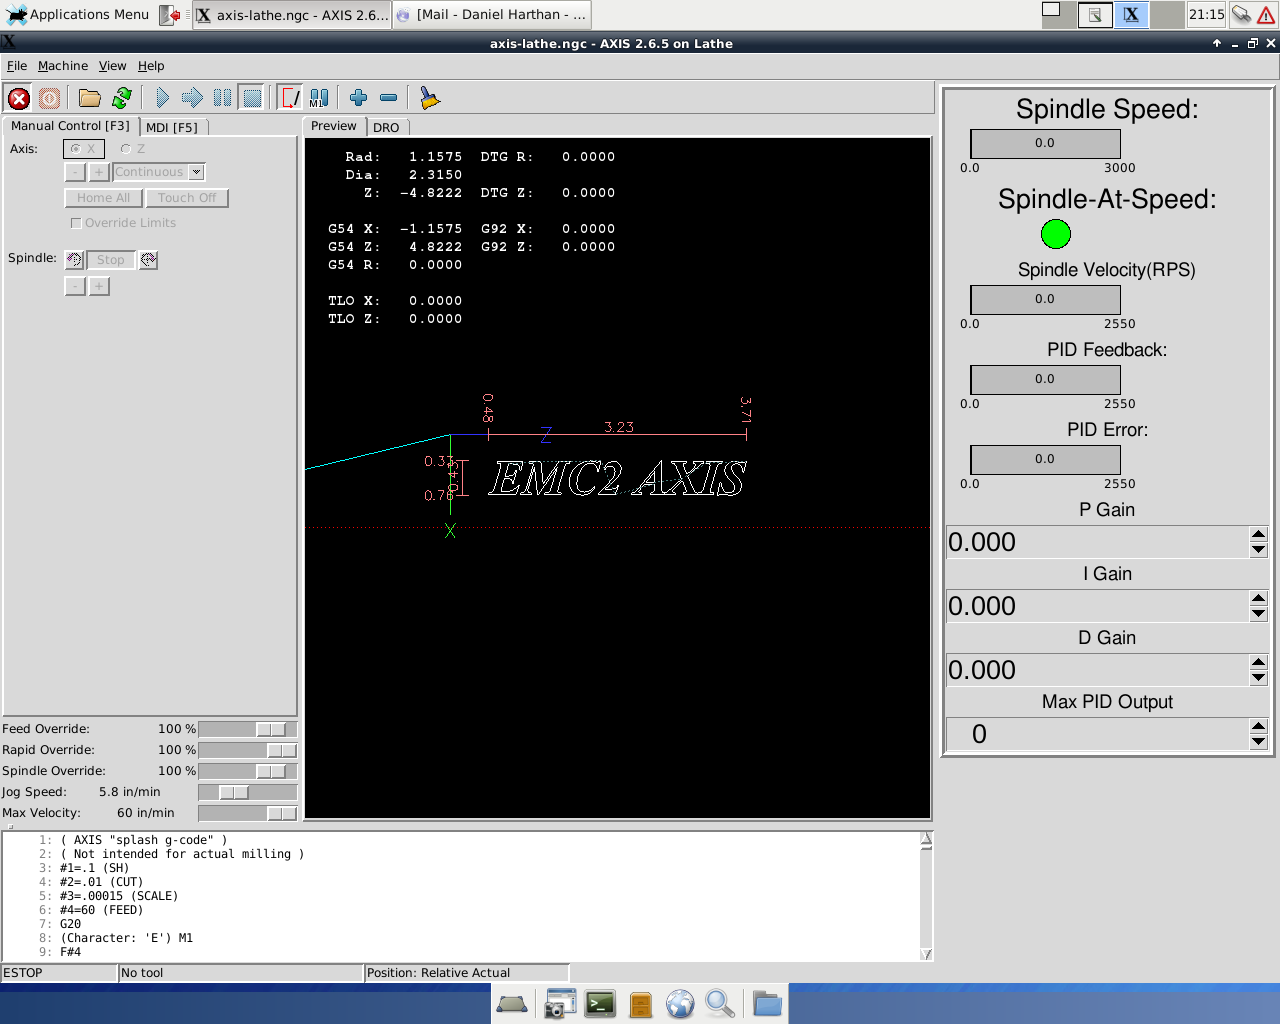 Applications Menu
axis-lathe.ngc - AXIS 2.6...
[Mail - Daniel Harthan - ...
21:15
axis-lathe.ngc - AXIS 2.6.5 on Lathe
File Machine View Help
M1
Manual Control [F3] MDI [F5]
Axis: X Z
- + Continuous
Home All Touch Off
Override Limits
Spindle: Stop
- +
Preview DRO
Rad: 1.1575 DTG R: 0.0000
Dia: 2.3150
Z: -4.8222 DTG Z: 0.0000
G54 X: -1.1575 G92 X: 0.0000
G54 Z: 4.8222 G92 Z: 0.0000
G54 R: 0.0000
TLO X: 0.0000
TLO Z: 0.0000
0.48
3.71
3.23
Z
0.33
0.76
EMC2 AXIS
X
Feed Override: 100 %
Rapid Override: 100 %
Spindle Override: 100 %
Jog Speed: 5.8 in/min
Max Velocity: 60 in/min
1: ( AXIS "splash g-code" )
2: ( Not intended for actual milling )
3: #1=.1 (SH)
4: #2=.01 (CUT)
5: #3=.00015 (SCALE)
6: #4=60 (FEED)
7: G20
8: (Character: 'E') M1
9: F#4
ESTOP No tool Position: Relative Actual
Spindle Speed:
0.0
0.0 3000
Spindle-At-Speed:
Spindle Velocity(RPS)
0.0
0.0 2550
PID Feedback:
0.0
0.0 2550
PID Error:
0.0
0.0 2550
P Gain
0.000
I Gain
0.000
D Gain
0.000
Max PID Output
0